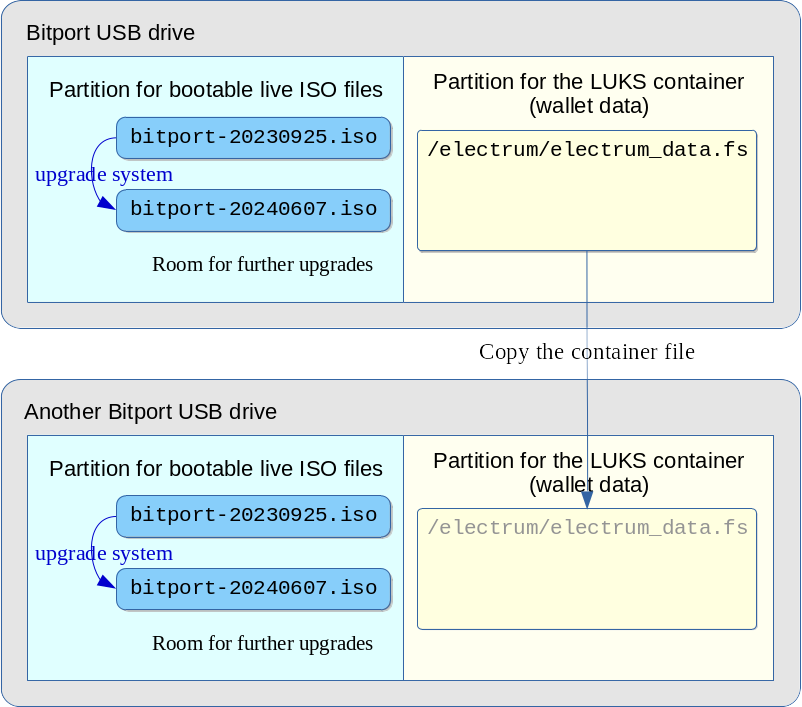 Bitport USB drive
Partition for bootable live ISO files
bitport-20230925.iso
upgrade system
bitport-20240607.iso
Room for further upgrades
Partition for the LUKS container
(wallet data)
/electrum/electrum_data.fs
Copy the container file
Another Bitport USB drive
Partition for bootable live ISO files
bitport-20230925.iso
upgrade system
bitport-20240607.iso
Room for further upgrades
Partition for the LUKS container
(wallet data)
/electrum/electrum_data.fs